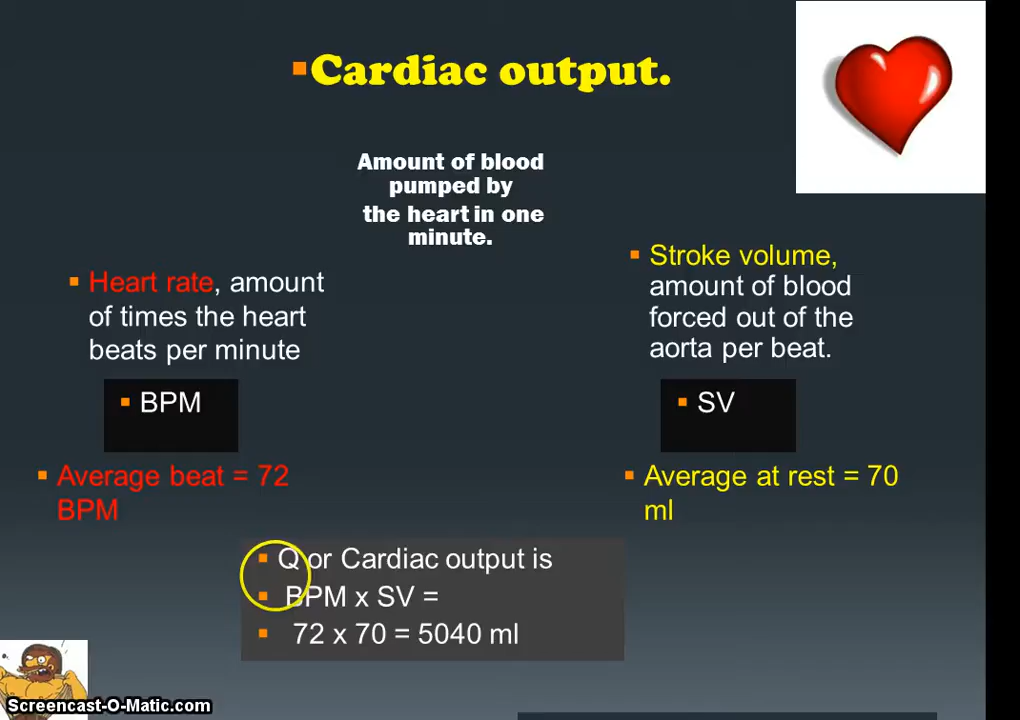 Cardiac output.
Amount of blood
pumped by
the heart in one
minute.
Heart rate, amount
of times the heart
beats per minute
BPM
Average beat = 72
BPM
Stroke volume,
amount of blood
forced out of the
aorta per beat.
SV
Average at rest = 70
ml
Q or Cardiac output is
BPM x SV =
72 x 70 = 5040 ml
Screencast-O-Matic.com